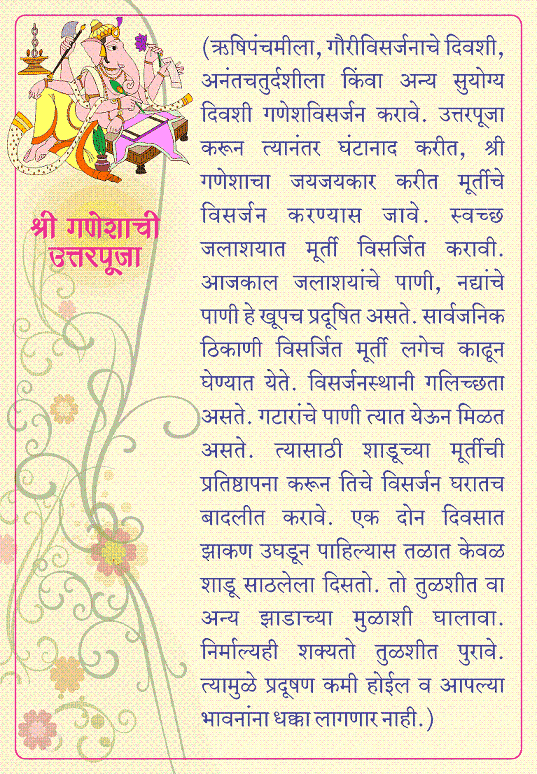 श्री गणेशाची
उत्तरपूजा
(ऋषिपंचमीला, गौरीविसर्जनाचे दिवशी,
अनंतचतुर्दशीला किंवा अन्य सुयोग्य
दिवशी गणेशविसर्जन करावे. उत्तरपूजा
करून त्यानंतर घंटानाद करीत, श्री
गणेशाचा जयजयकार करीत मूर्तीचे
विसर्जन करण्यास जावे. स्वच्छ
जलाशयात मूर्ती विसर्जित करावी.
आजकाल जलाशयांचे पाणी, नद्यांचे
पाणी हे खूपच प्रदूषित असते. सार्वजनिक
ठिकाणी विसर्जित मूर्ती लगेच काढून
घेण्यात येते. विसर्जनस्थानी गलिच्छता
असते. गटारांचे पाणी त्यात येऊन मिळत
असते. त्यासाठी शाडूच्या मूर्तीची
प्रतिष्ठापना करून तिचे विसर्जन घरातच
बादलीत करावे. एक दोन दिवसात
झाकण उघडून पाहिल्यास तळात केवळ
शाडू साठलेला दिसतो. तो तुळशीत वा
अन्य झाडाच्या मुळाशी घालावा.
निर्माल्यही शक्यतो तुळशीत पुरावे.
त्यामुळे प्रदूषण कमी होईल व आपल्या
भावनांना धक्का लागणार नाही.)